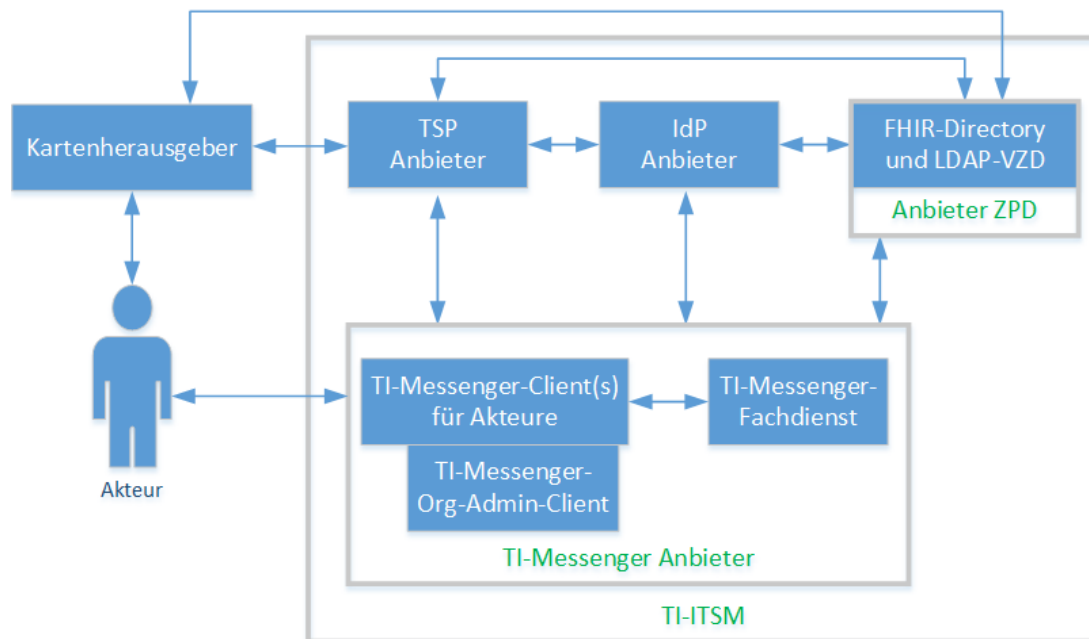 Kartenherausgeber
TSP
Anbieter
IdP
Anbieter
FHIR-Directory
und LDAP-VZD
Anbieter ZPD
TI-Messenger-Client(s)
für Akteure
TI-Messenger-
Fachdienst
TI-Messenger-
Org-Admin-Client
Akteur
TI-Messenger Anbieter
TI-ITSM